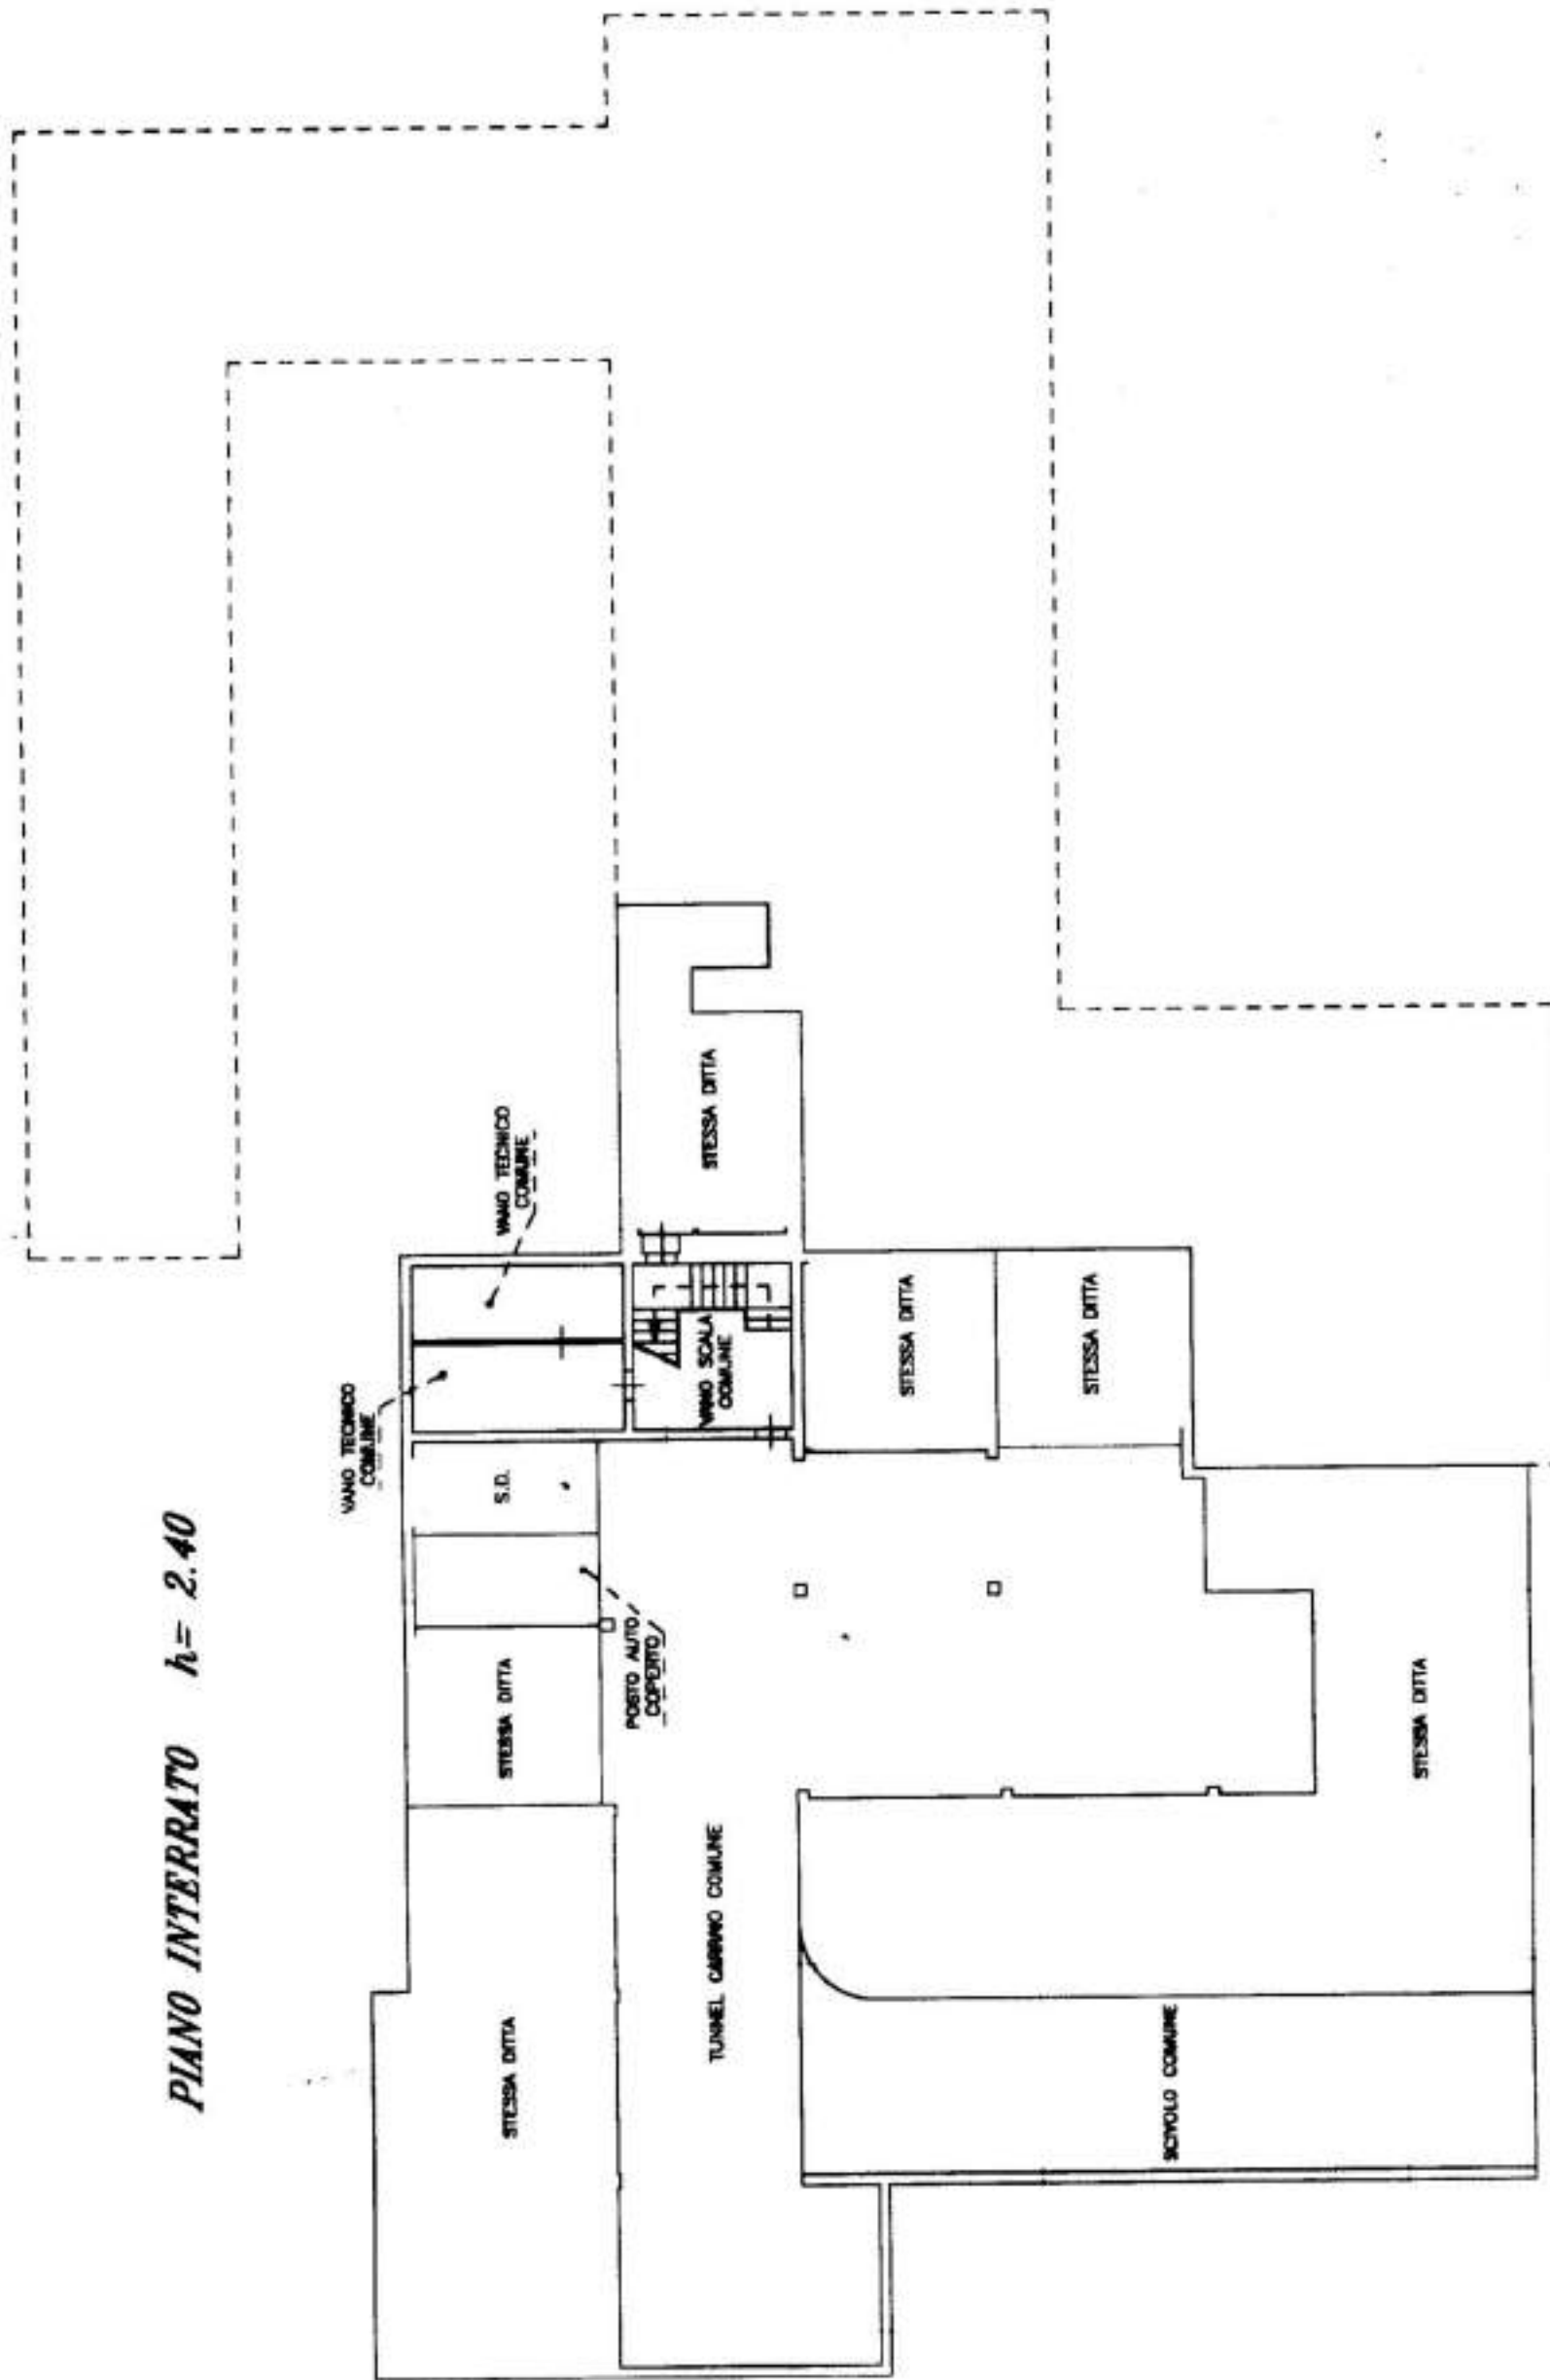 PIANO INTERRATO h= 2.40
VANO TECNICO
COMUNE
VANO TECNICO
COMUNE
S.D.
STESSA DITTA
STESSA DITTA
POSTO AUTO
COPERTO
VANO SCALA
COMUNE
STESSA DITTA
STESSA DITTA
STESSA DITTA
TUNNEL CARRAIO COMUNE
STESSA DITTA
SCIVOLO COMUNE